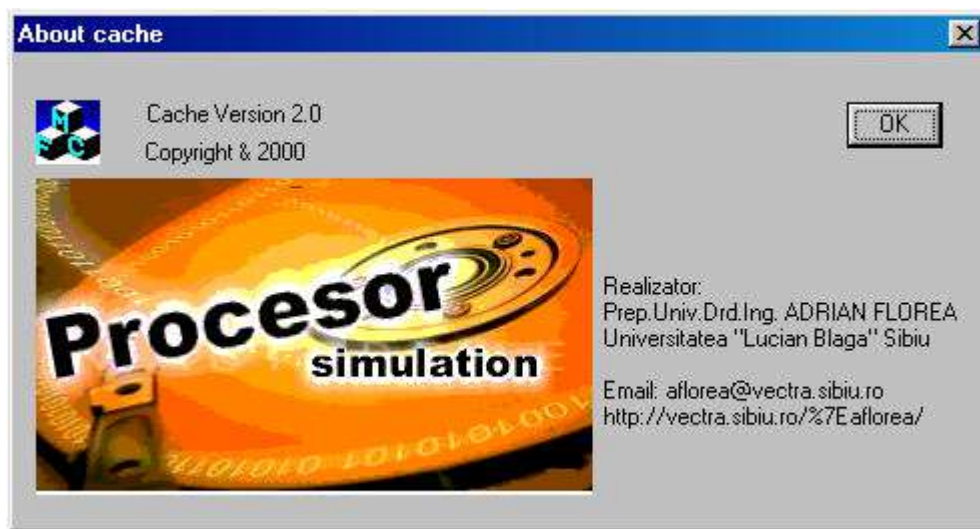 About cache
M
F C
Cache Version 2.0
Copyright & 2000
OK
Procesor
simulation
Realizator:
Prep.Univ.Drd.Ing. ADRIAN FLOREA
Universitatea "Lucian Blaga" Sibiu
Email: aflorea@vectra.sibiu.ro
http://vectra.sibiu.ro/%7Eaflorea/